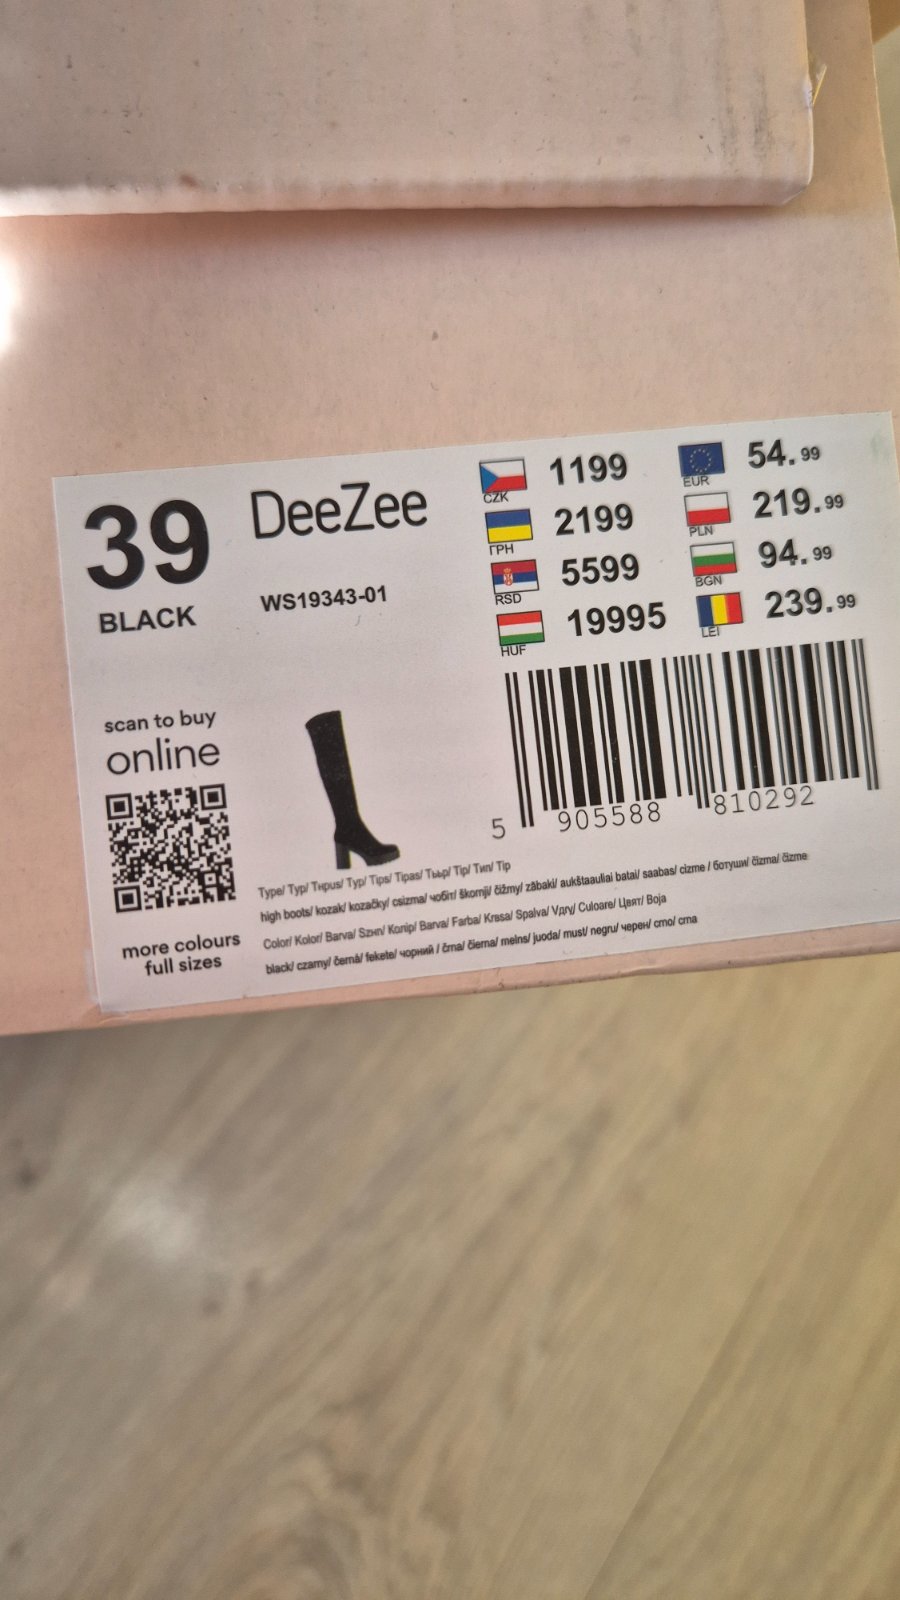 39
BLACK
DeeZee
WS19343-01
CZK 1199
ГРН 2199
RSD 5599
HUF 19995
EUR 54.99
PLN 219.99
BGN 94.99
LEI 239.99
scan to buy
online
more colours
full sizes
5 905588 810292
Type/ Typ/ Типus/ Typ/ Tips/ Tipas/ Тььр/ Tip/ Тип/ Tip
high boots/ kozak/ kozačky/ csizma/ чобіт/ škornji/ čižmy/ zābaki/ aukštaauliai batai/ saabas/ cizme / ботуши/ čizma/ čizme
Color/ Kolor/ Barva/ Колір/ Barva/ Farba/ Krasa/ Spalva/ Culoare/ Цвят/ Boja
black/ czarny/ černá/ fekete/ чорний / črna/ čierna/ melns/ juoda/ must/ negru/ черен/ crno/ crna